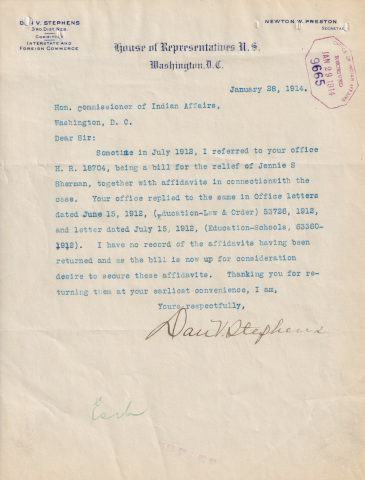 DAN V. STEPHENS
3RD DIST. NEB.
COMMITTEE
INTERSTATE AND
FOREIGN COMMERCE
NEWTON W. PRESTON
SECRETARY
House of Representatives U.S.
Washington, D.C.
RECEIVED
JAN 29 1914
9665
January 28, 1914.
Hon. Commissioner of Indian Affairs,
Washington, D. C.
Dear Sir:
Sometime in July 1912, I referred to your office
H. R. 18704, being a bill for the relief of Jennie S
Sherman, together with affidavits in connectionwith the
case. Your office replied to the same in Office letters
dated June 15, 1912, (Education-Law & Order) 53726, 1912,
and letter dated July 15, 1912, (Education-Schools, 63380-
1912). I have no record of the affidavits having been
returned and as the bill is now up for consideration
desire to secure these affidavits. Thanking you for re-
turning them at your earliest convenience, I am,
Yours respectfully,
Dan V. Stephens
Esch